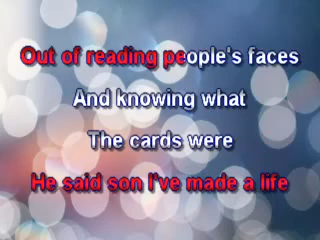 Out of reading people's faces
And knowing what
The cards were
He said son I've made a life